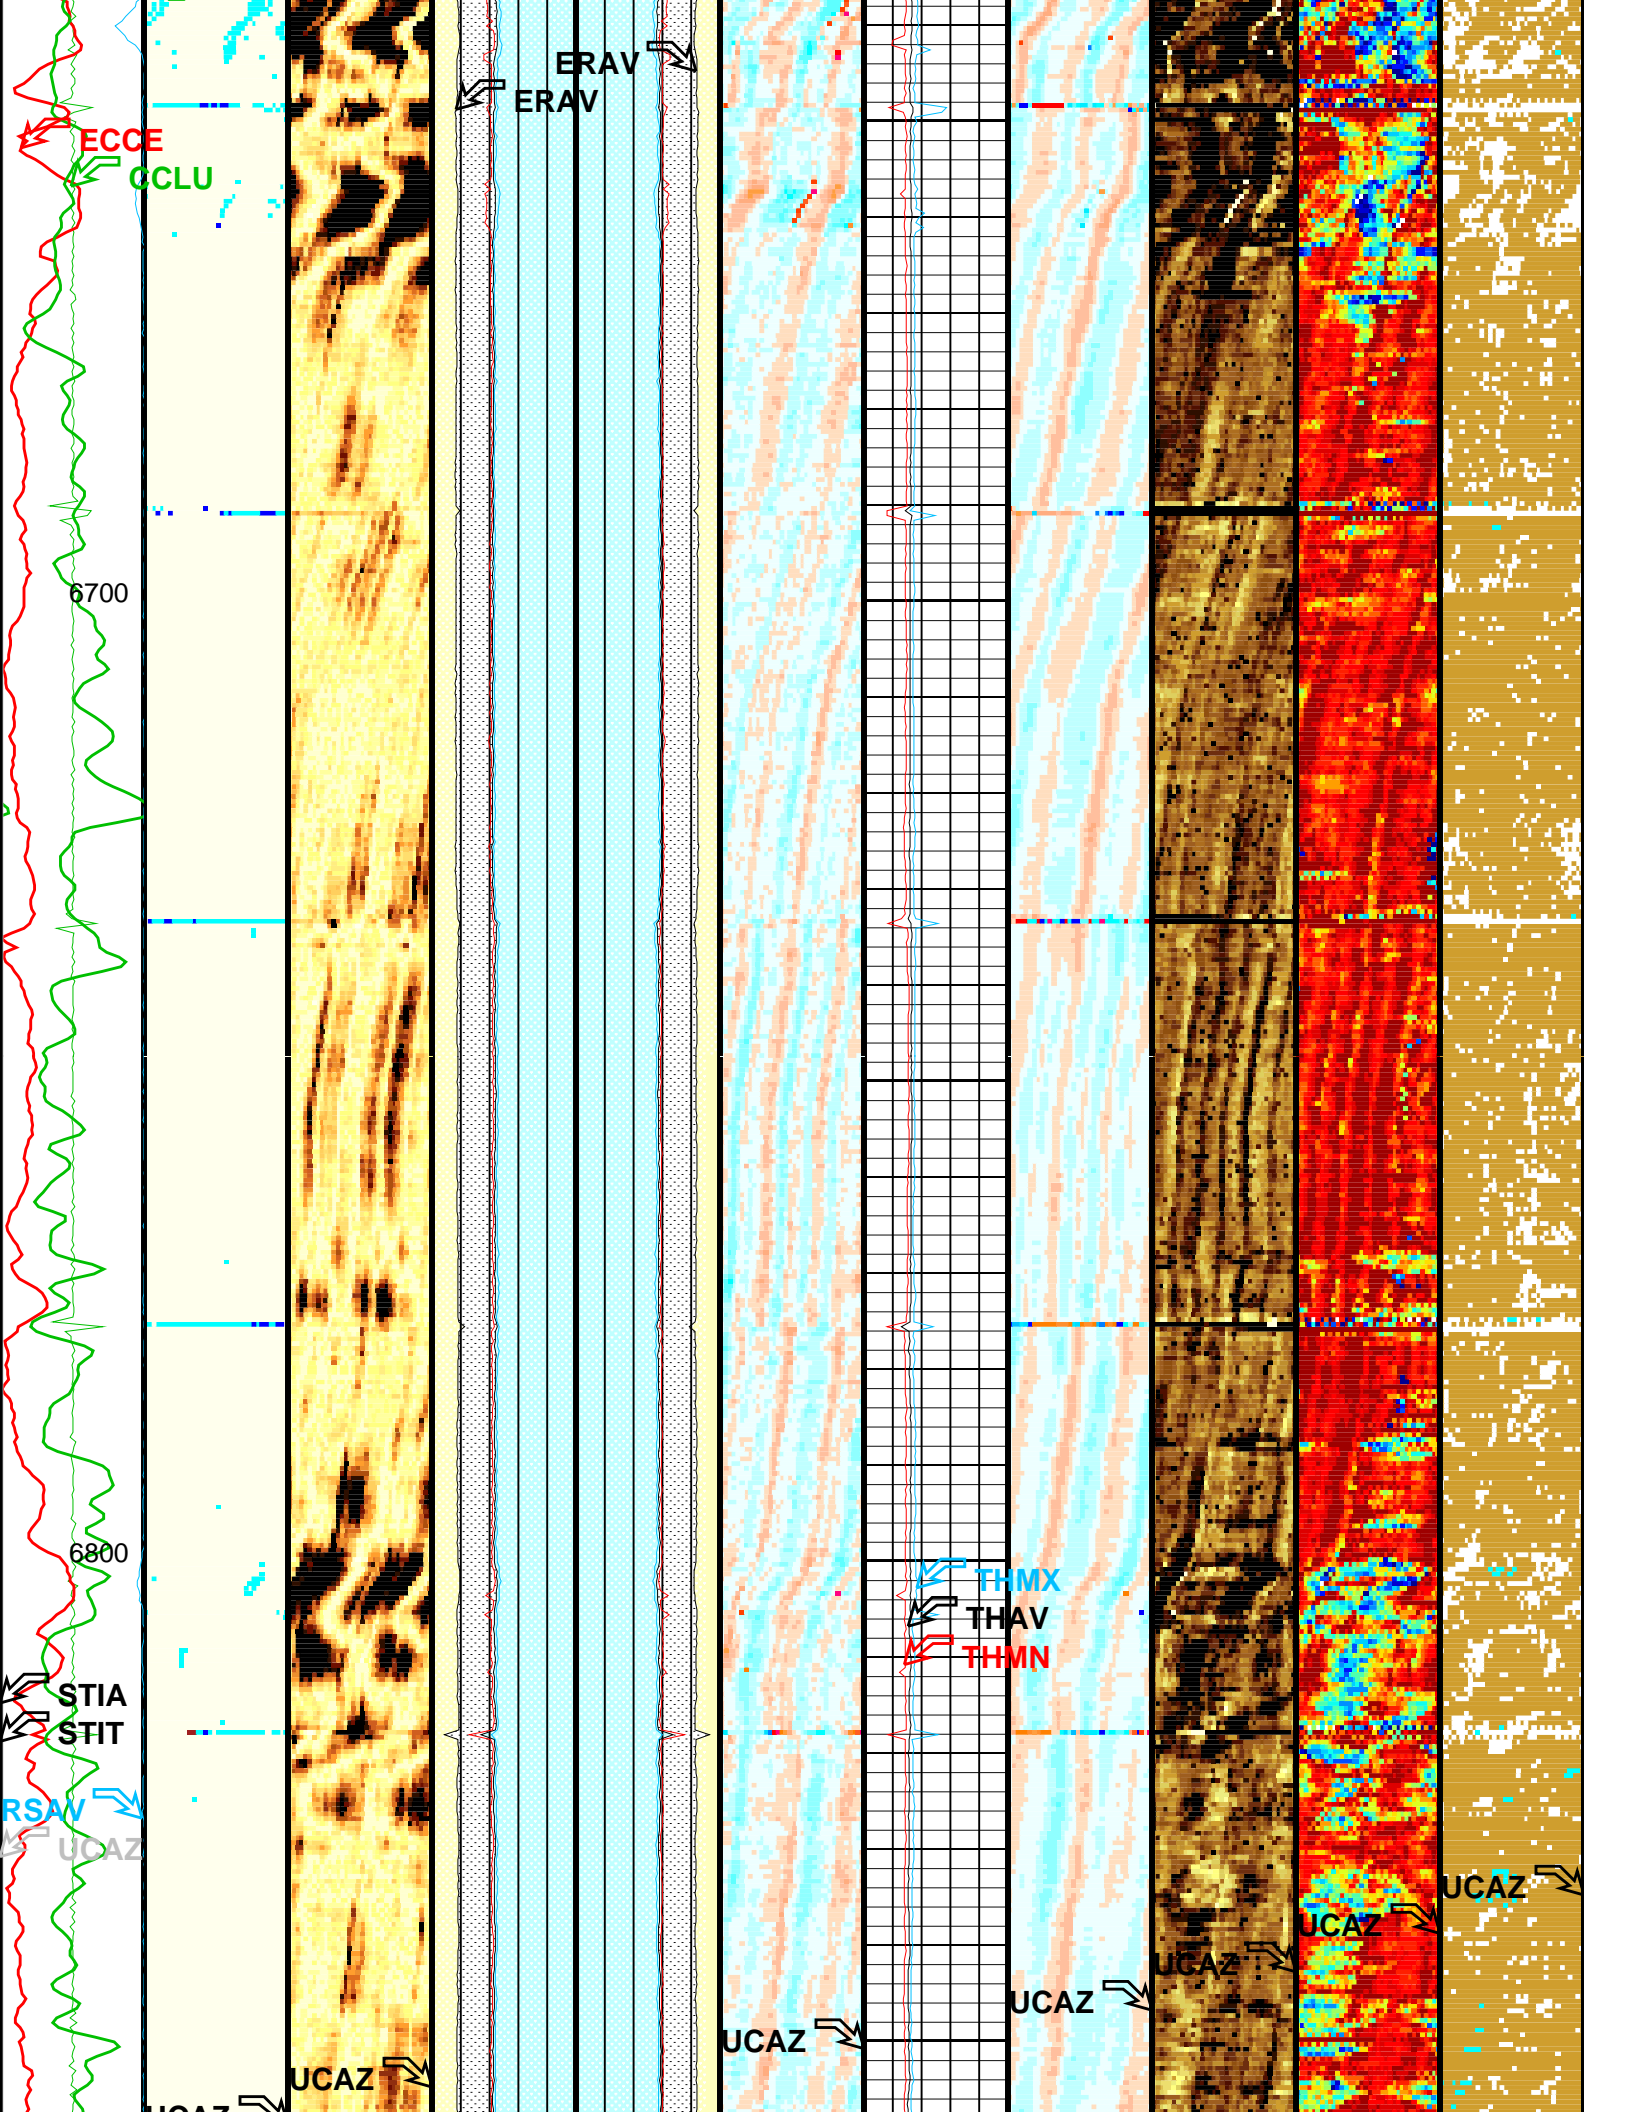 ERAV
ERAV
ECCE
CCLU
6700
6800
THMX
THAV
THMN
STIA
STIT
RSAV
UCAZ
UCAZ
UCAZ
UCAZ
UCAZ
UCAZ
UCAZ
UCAZ